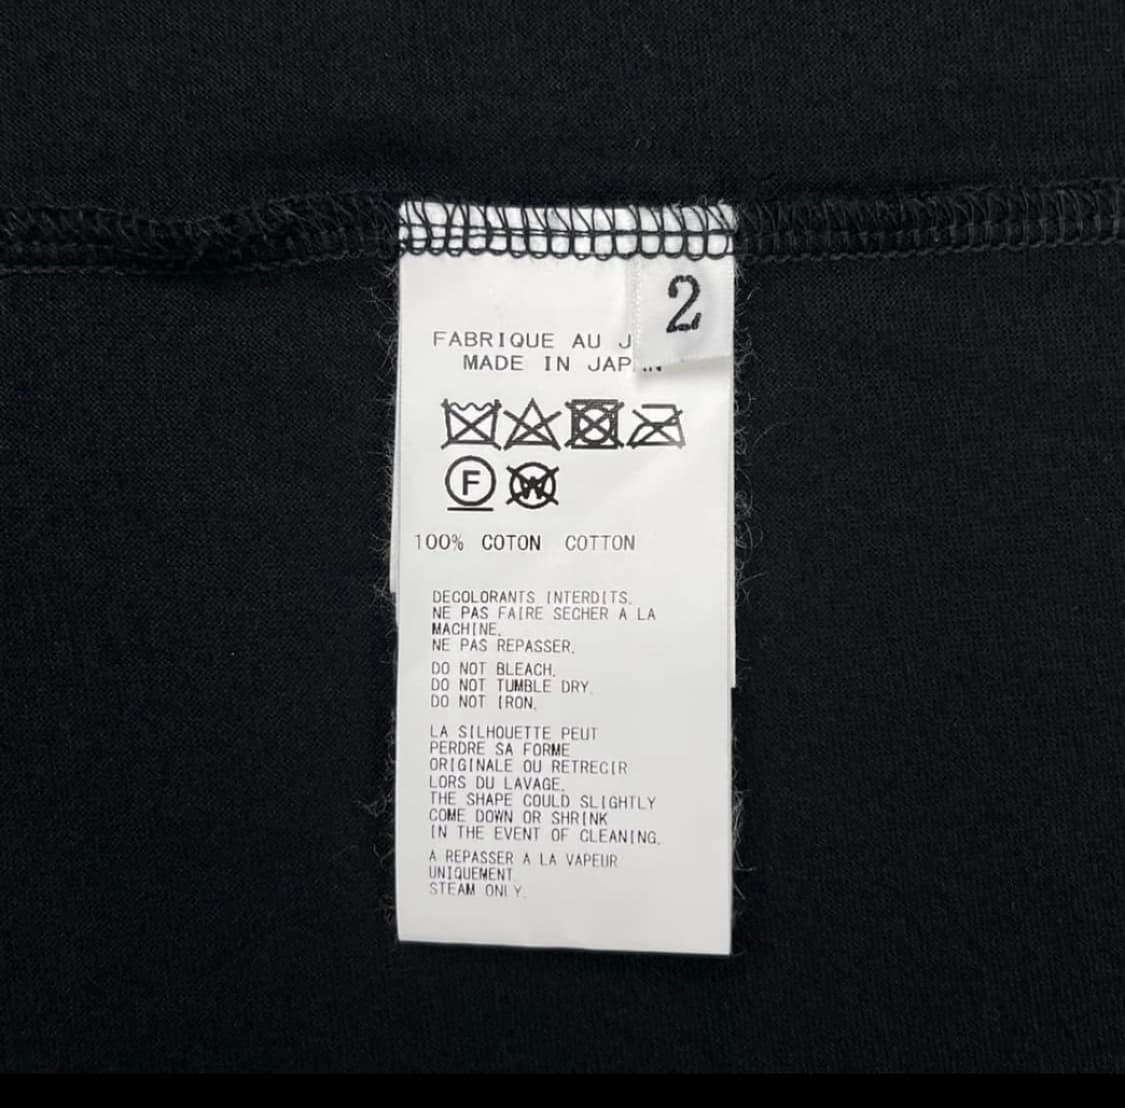 2
FABRIQUE AU J
MADE IN JAP
F
W
100% COTON COTTON
DECOLORANTS INTERDITS.
NE PAS FAIRE SECHER A LA
MACHINE.
NE PAS REPASSER.
DO NOT BLEACH.
DO NOT TUMBLE DRY.
DO NOT IRON.
LA SILHOUETTE PEUT
PERDRE SA FORME
ORIGINALE OU RETRECIR
LORS DU LAVAGE.
THE SHAPE COULD SLIGHTLY
COME DOWN OR SHRINK
IN THE EVENT OF CLEANING.
A REPASSER A LA VAPEUR
UNIQUEMENT
STEAM ONLY.